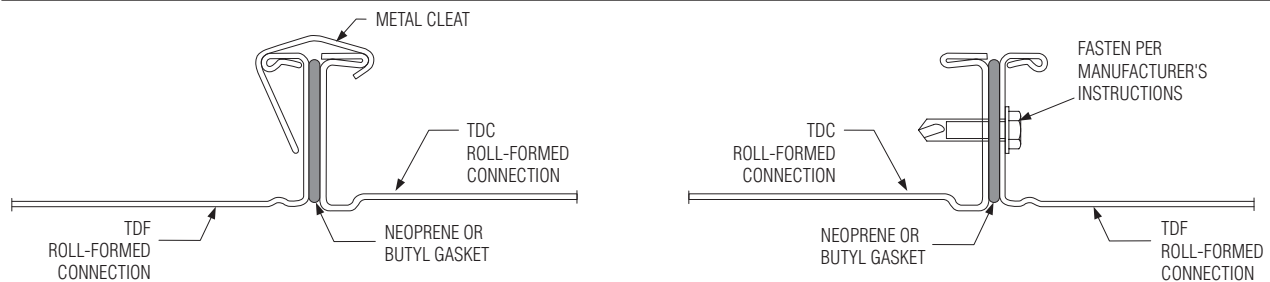 METAL CLEAT
TDC
ROLL-FORMED
CONNECTION
TDF
ROLL-FORMED
CONNECTION
NEOPRENE OR
BUTYL GASKET
FASTEN PER
MANUFACTURER'S
INSTRUCTIONS
TDC
ROLL-FORMED
CONNECTION
NEOPRENE OR
BUTYL GASKET
TDF
ROLL-FORMED
CONNECTION